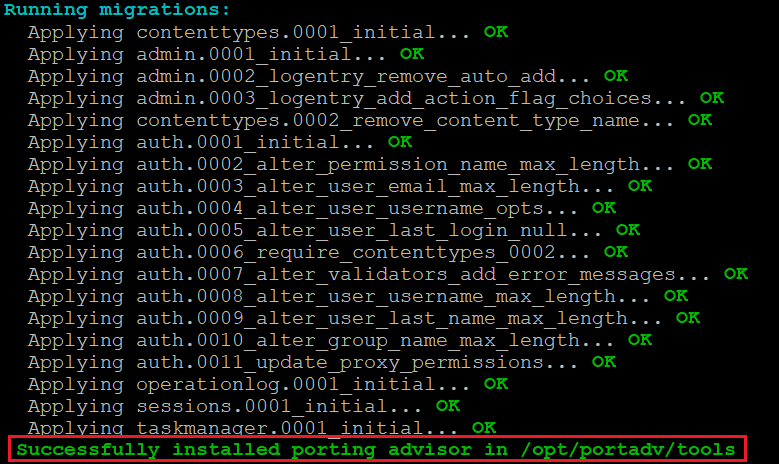 Running migrations:
Applying contenttypes.0001_initial... OK
Applying admin.0001_initial... OK
Applying admin.0002_logentry_remove_auto_add... OK
Applying admin.0003_logentry_add_action_flag_choices... OK
Applying contenttypes.0002_remove_content_type_name... OK
Applying auth.0001_initial... OK
Applying auth.0002_alter_permission_name_max_length... OK
Applying auth.0003_alter_user_email_max_length... OK
Applying auth.0004_alter_user_username_opts... OK
Applying auth.0005_alter_user_last_login_null... OK
Applying auth.0006_require_contenttypes_0002... OK
Applying auth.0007_alter_validators_add_error_messages... OK
Applying auth.0008_alter_user_username_max_length... OK
Applying auth.0009_alter_user_last_name_max_length... OK
Applying auth.0010_alter_group_name_max_length... OK
Applying auth.0011_update_proxy_permissions... OK
Applying operationlog.0001_initial... OK
Applying sessions.0001_initial... OK
Applying taskmanager.0001_initial... OK
Successfully installed porting advisor in /opt/portadv/tools